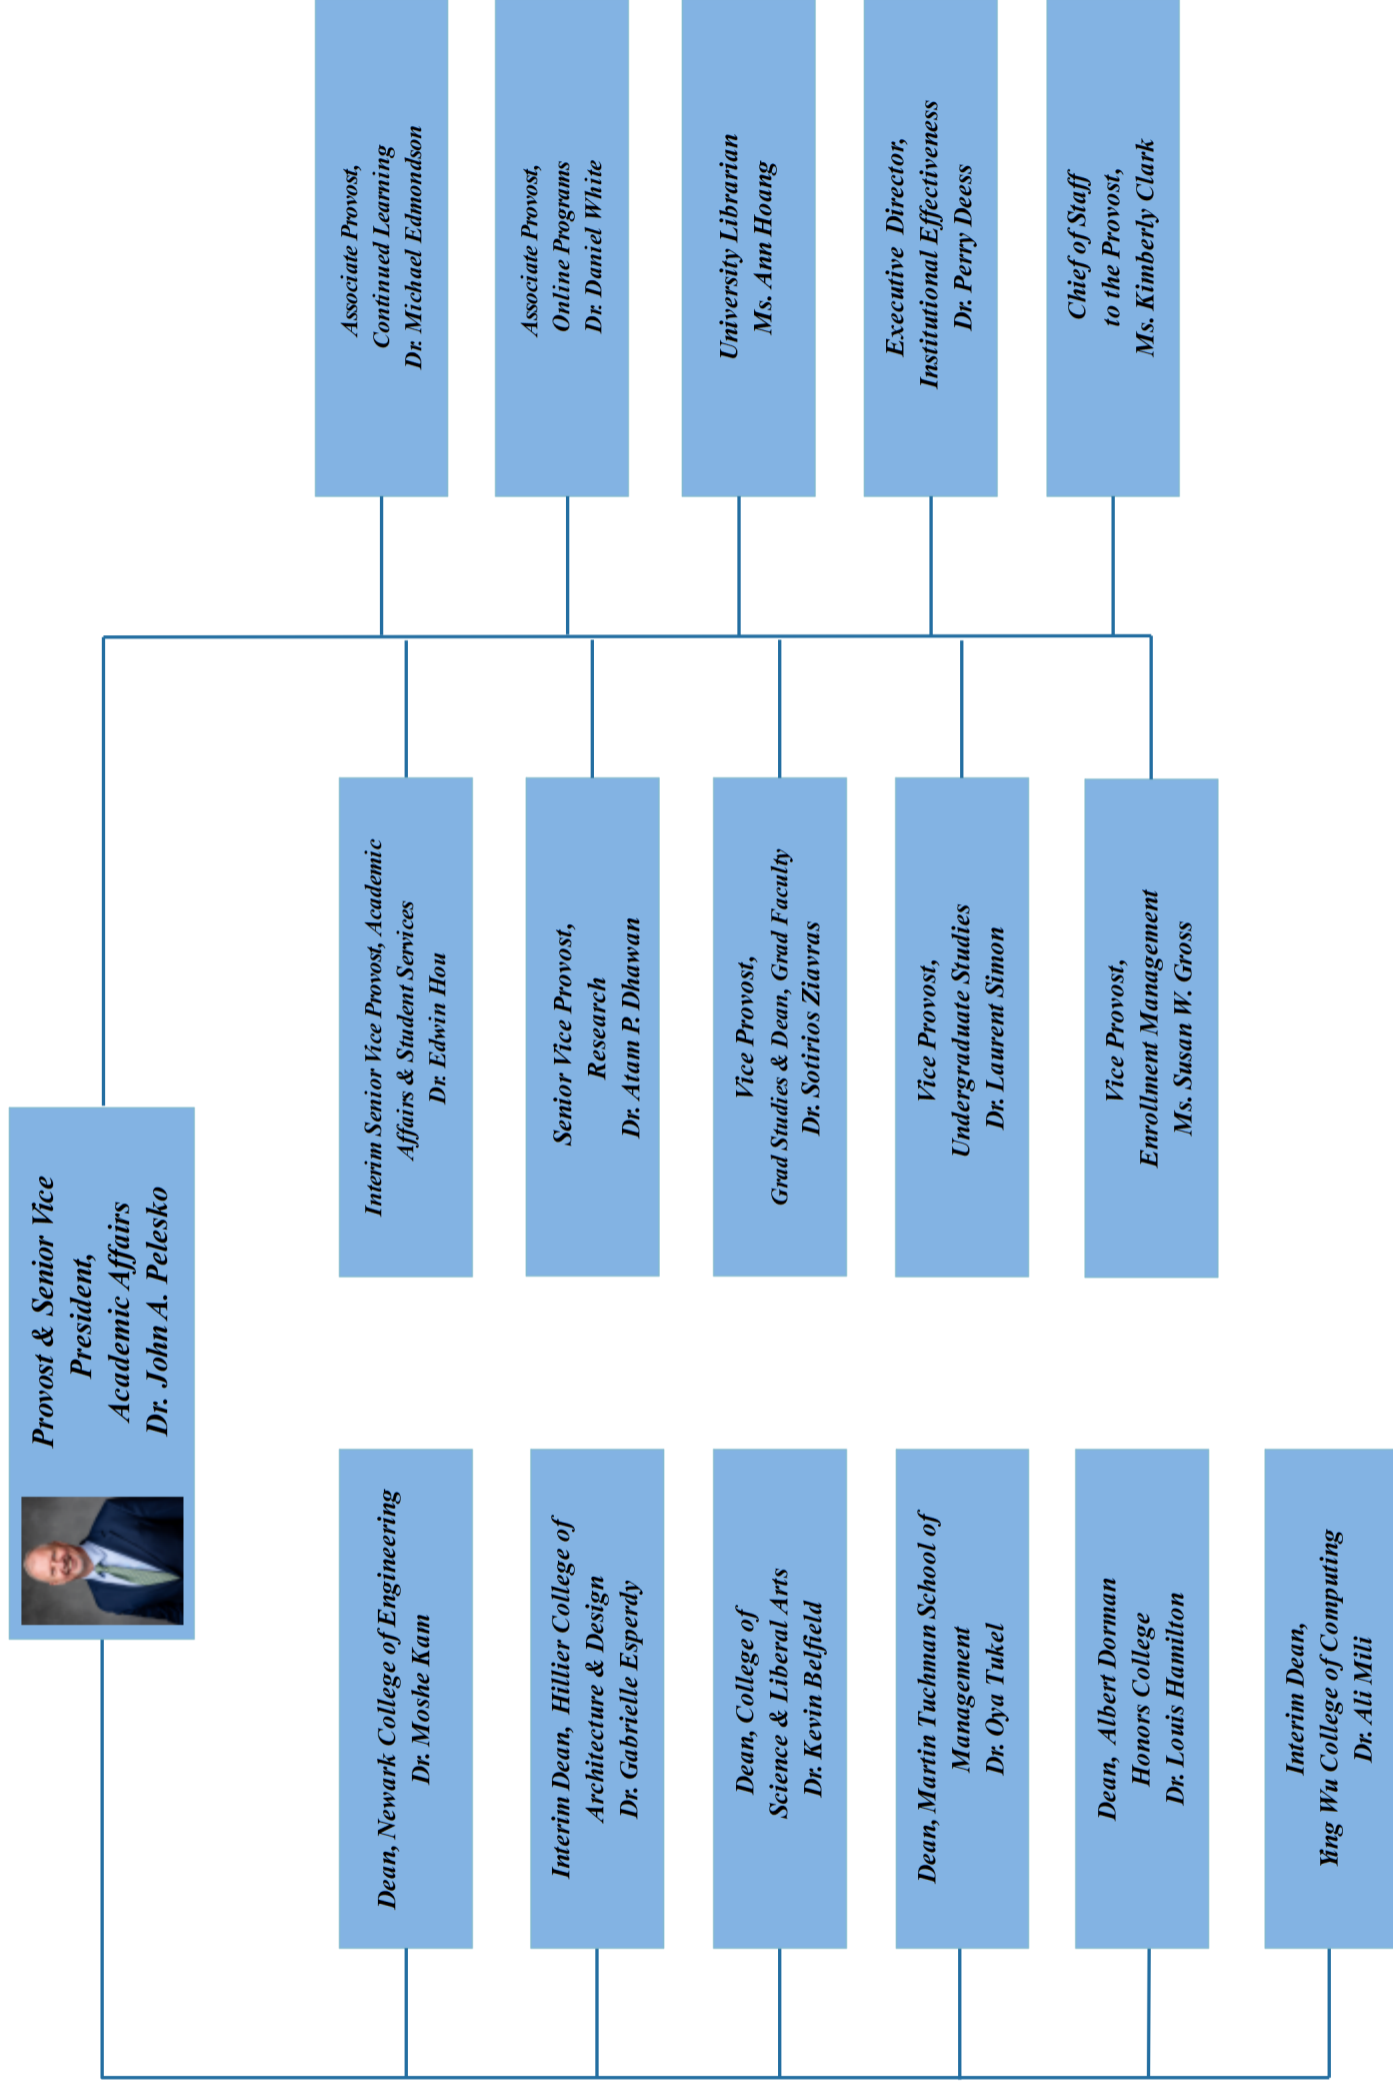 Provost & Senior Vice
President,
Academic Affairs
Dr. John A. Pelesko
Dean, Newark College of Engineering
Dr. Moshe Kam
Interim Dean, Hillier College of
Architecture & Design
Dr. Gabrielle Esperdy
Dean, College of
Science & Liberal Arts
Dr. Kevin Belfield
Dean, Martin Tuchman School of
Management
Dr. Oya Tukel
Dean, Albert Dorman
Honors College
Dr. Louis Hamilton
Interim Dean,
Ying Wu College of Computing
Dr. Ali Mili
Interim Senior Vice Provost, Academic
Affairs & Student Services
Dr. Edwin Hou
Senior Vice Provost,
Research
Dr. Atam P. Dhawan
Vice Provost,
Grad Studies & Dean, Grad Faculty
Dr. Sotirios Ziavras
Vice Provost,
Undergraduate Studies
Dr. Laurent Simon
Vice Provost,
Enrollment Management
Ms. Susan W. Gross
Associate Provost,
Continued Learning
Dr. Michael Edmondson
Associate Provost,
Online Programs
Dr. Daniel White
University Librarian
Ms. Ann Hoang
Executive Director,
Institutional Effectiveness
Dr. Perry Deess
Chief of Staff
to the Provost,
Ms. Kimberly Clark